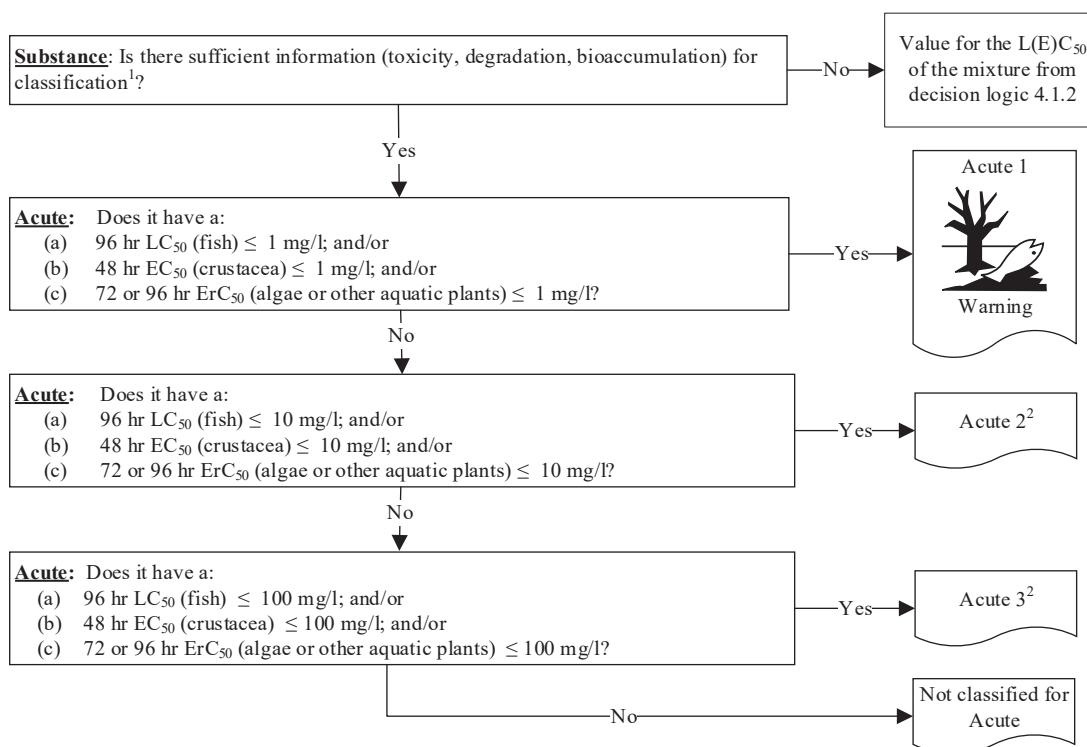 Substance: Is there sufficient information (toxicity, degradation, bioaccumulation) for
classification¹?
No
Value for the L(E)C₅₀
of the mixture from
decision logic 4.1.2
Yes
Acute: Does it have a:
(a) 96 hr LC₅₀ (fish) ≤ 1 mg/l; and/or
(b) 48 hr EC₅₀ (crustacea) ≤ 1 mg/l; and/or
(c) 72 or 96 hr ErC₅₀ (algae or other aquatic plants) ≤ 1 mg/l?
Yes
Acute 1
Warning
No
Acute: Does it have a:
(a) 96 hr LC₅₀ (fish) ≤ 10 mg/l; and/or
(b) 48 hr EC₅₀ (crustacea) ≤ 10 mg/l; and/or
(c) 72 or 96 hr ErC₅₀ (algae or other aquatic plants) ≤ 10 mg/l?
Yes
Acute 2²
No
Acute: Does it have a:
(a) 96 hr LC₅₀ (fish) ≤ 100 mg/l; and/or
(b) 48 hr EC₅₀ (crustacea) ≤ 100 mg/l; and/or
(c) 72 or 96 hr ErC₅₀ (algae or other aquatic plants) ≤ 100 mg/l?
Yes
Acute 3²
No
Not classified for
Acute